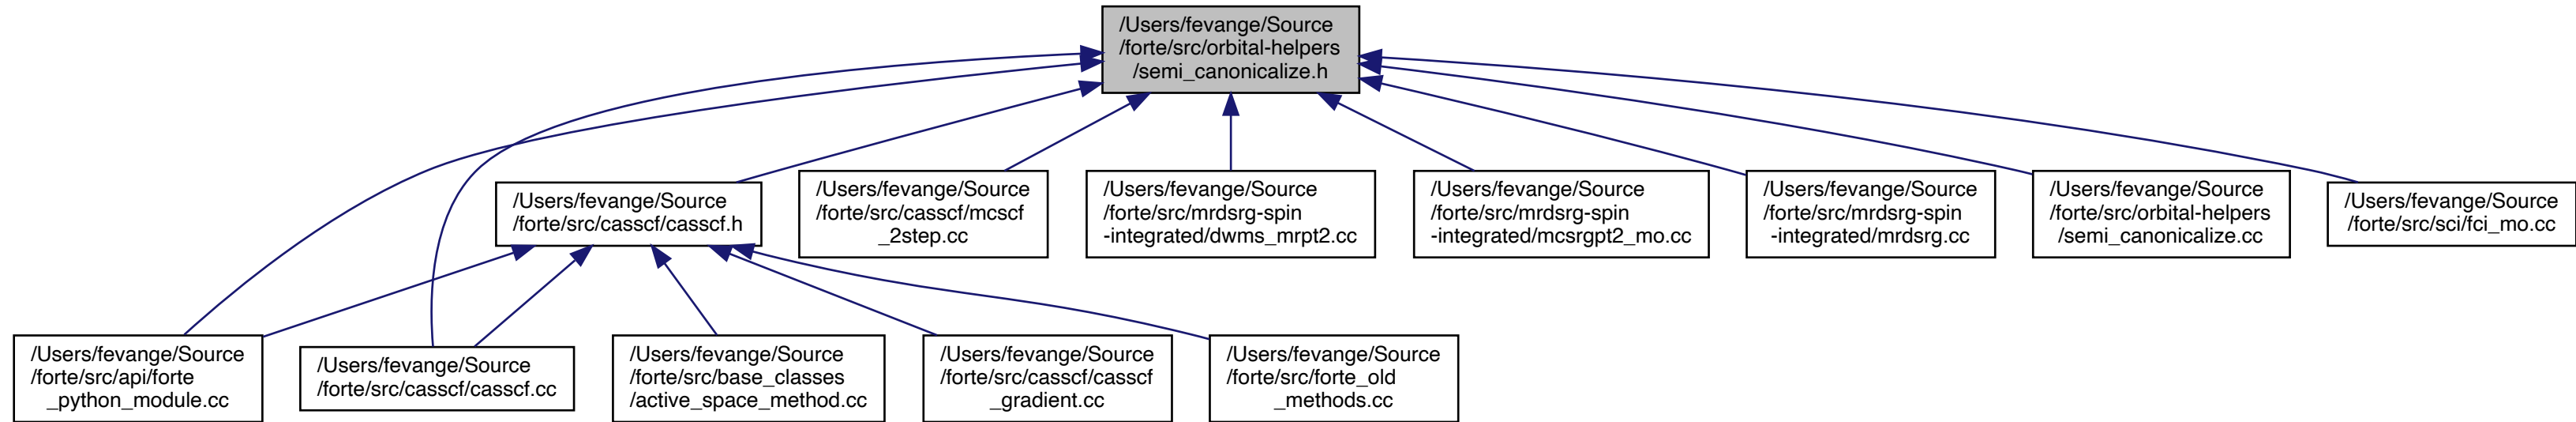 /Users/fevange/Source
/forte/src/orbital-helpers
/semi_canonicalize.h
/Users/fevange/Source
/forte/src/casscf/casscf.h
/Users/fevange/Source
/forte/src/casscf/mcscf
_2step.cc
/Users/fevange/Source
/forte/src/mrdsrg-spin
-integrated/dwms_mrpt2.cc
/Users/fevange/Source
/forte/src/mrdsrg-spin
-integrated/mcsrgpt2_mo.cc
/Users/fevange/Source
/forte/src/mrdsrg-spin
-integrated/mrdsrg.cc
/Users/fevange/Source
/forte/src/orbital-helpers
/semi_canonicalize.cc
/Users/fevange/Source
/forte/src/sci/fci_mo.cc
/Users/fevange/Source
/forte/src/api/forte
_python_module.cc
/Users/fevange/Source
/forte/src/casscf/casscf.cc
/Users/fevange/Source
/forte/src/base_classes
/active_space_method.cc
/Users/fevange/Source
/forte/src/casscf/casscf
_gradient.cc
/Users/fevange/Source
/forte/src/forte_old
_methods.cc